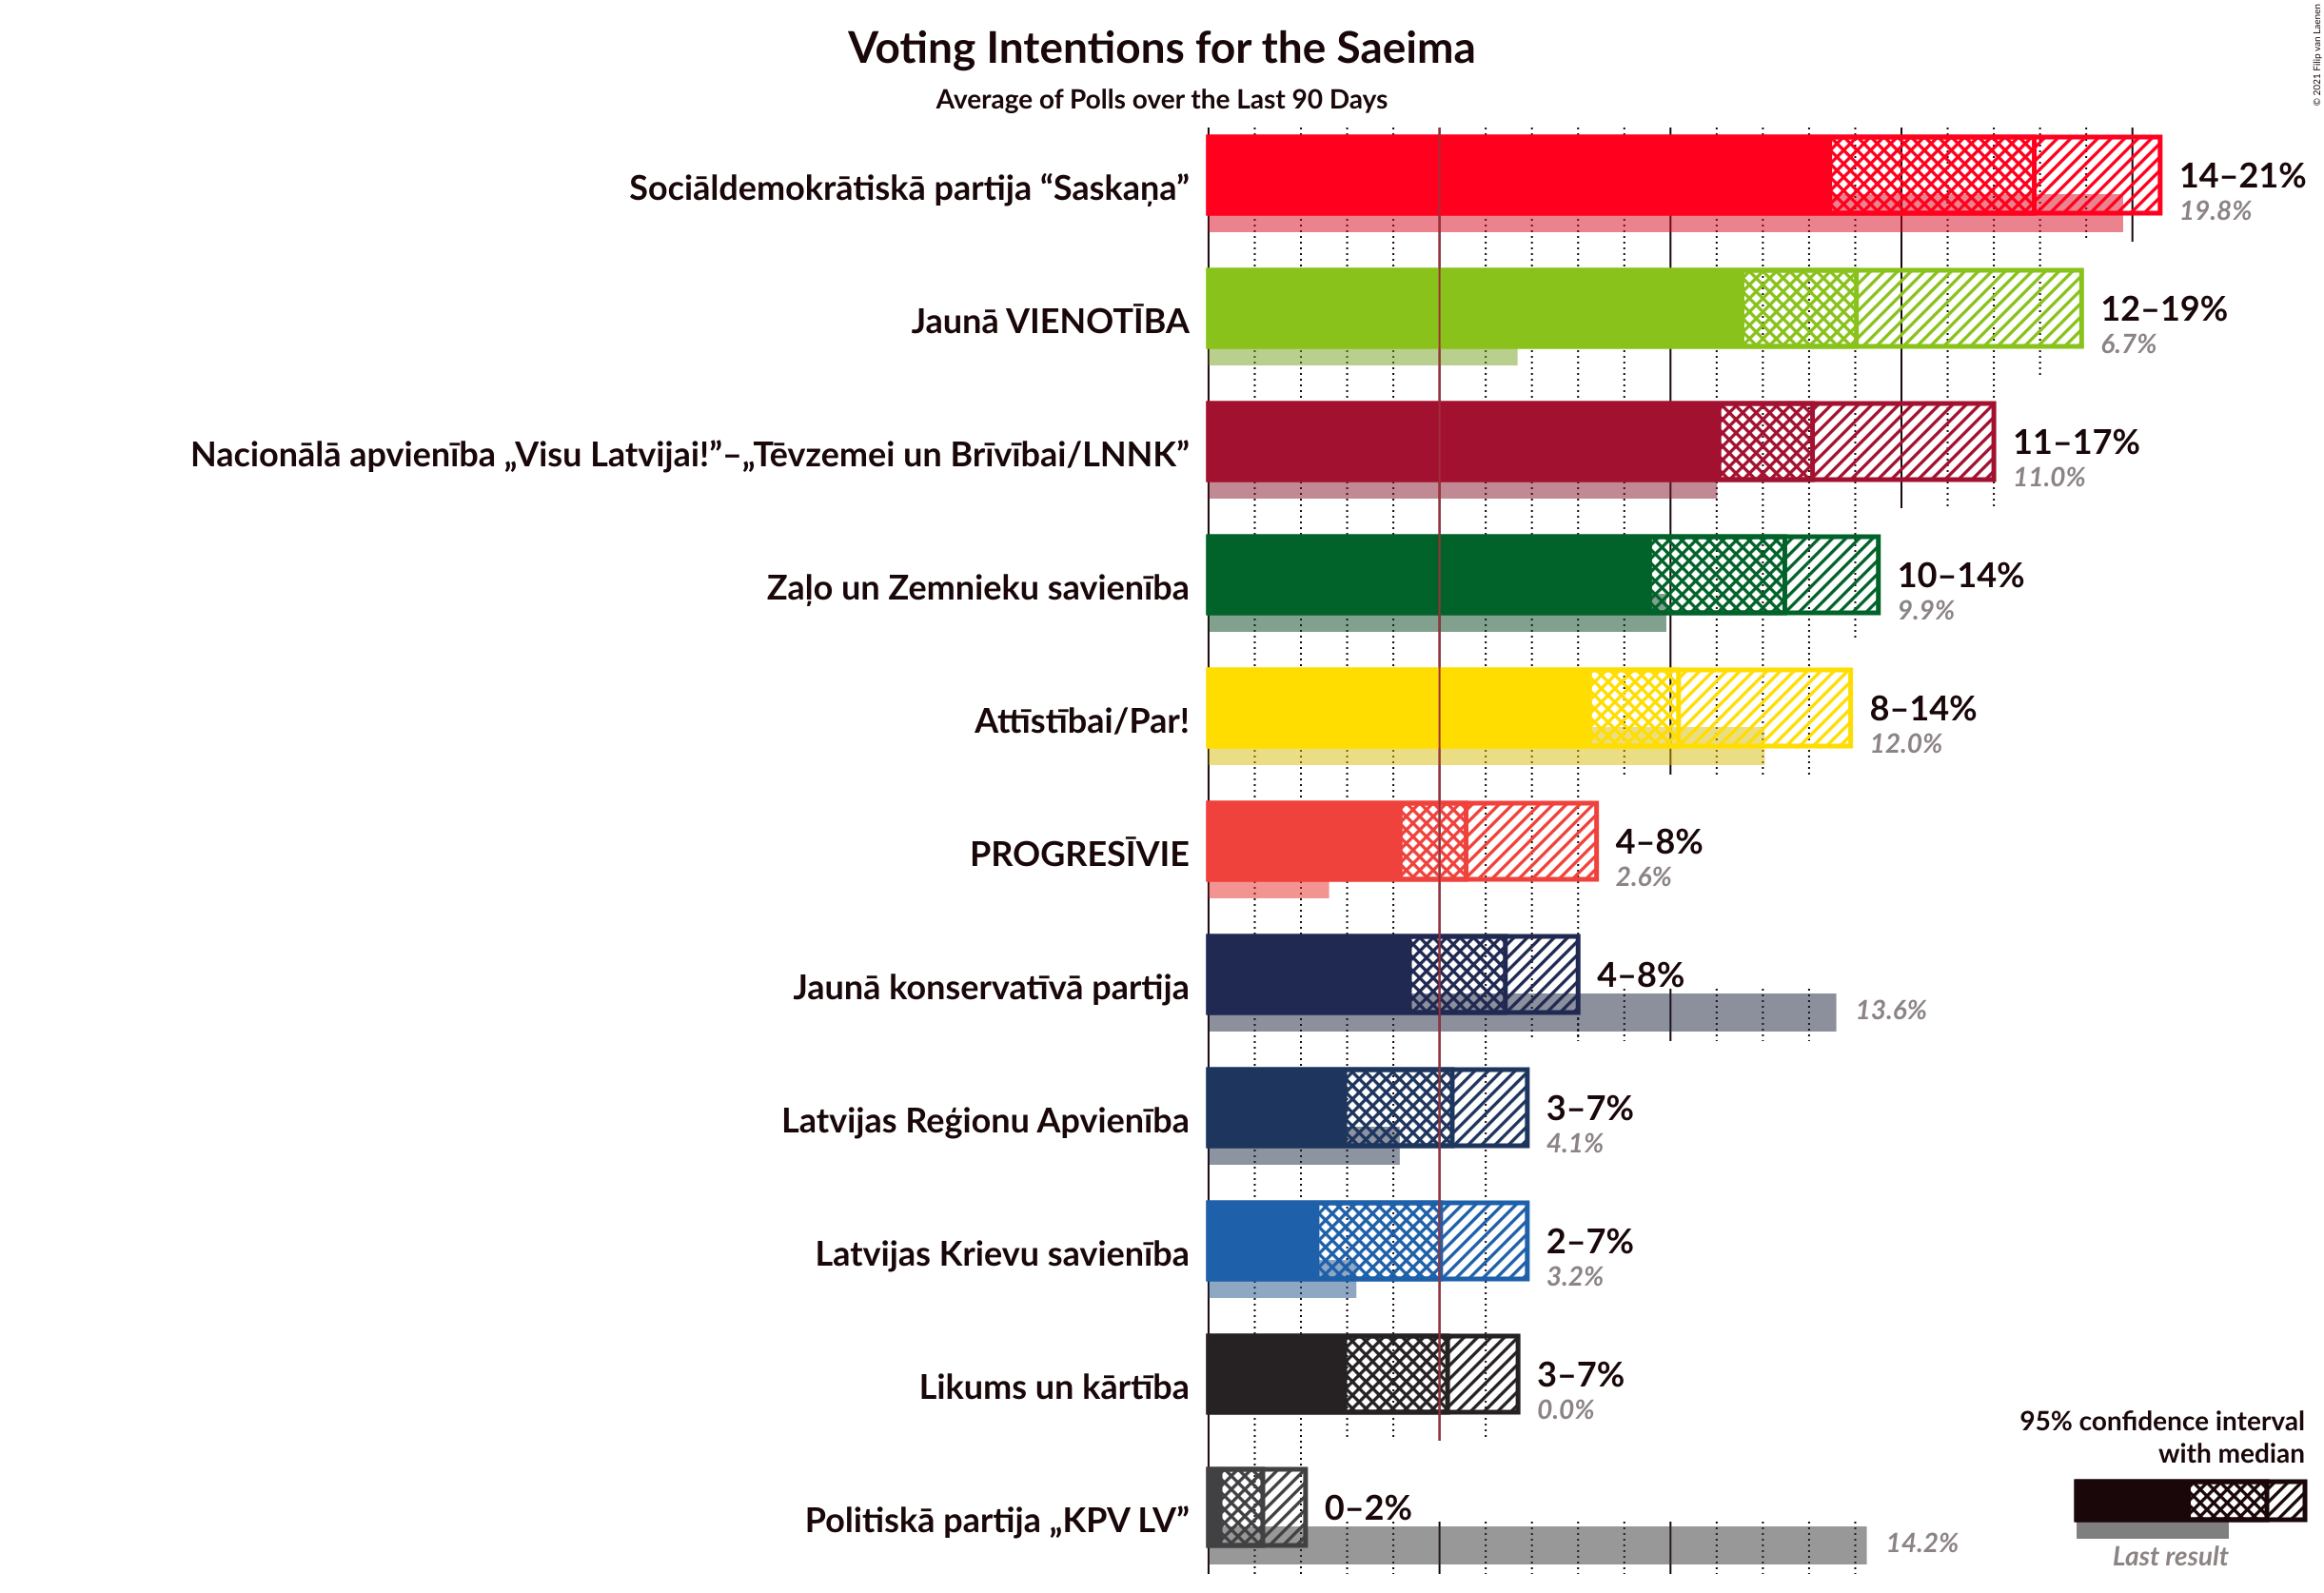 Voting Intentions for the Saeima
Average of Polls over the Last 90 Days
© 2021 Filip van Laenen
Sociāldemokrātiskā partija “Saskaņa”
14–21%
19.8%
Jaunā VIENOTĪBA
12–19%
6.7%
Nacionālā apvienība „Visu Latvijai!”–„Tēvzemei un Brīvībai/LNNK”
11–17%
11.0%
Zaļo un Zemnieku savienība
10–14%
9.9%
Attīstībai/Par!
8–14%
12.0%
PROGRESĪVIE
4–8%
2.6%
Jaunā konservatīvā partija
4–8%
13.6%
Latvijas Reģionu Apvienība
3–7%
4.1%
Latvijas Krievu savienība
2–7%
3.2%
Likums un kārtība
3–7%
0.0%
Politiskā partija „KPV LV”
0–2%
14.2%
95% confidence interval
with median
Last result